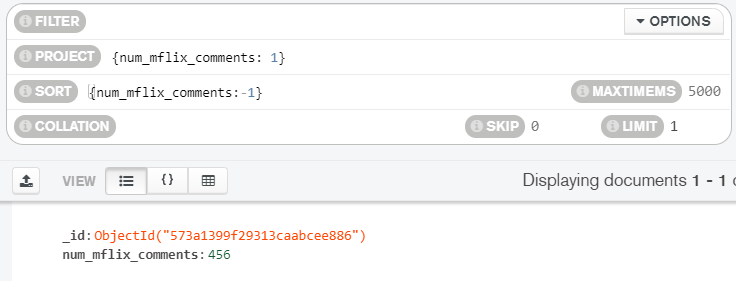 FILTER
OPTIONS
PROJECT {num_mflix_comments: 1}
SORT {num_mflix_comments:-1} MAXTIMEMS 5000
COLLATION SKIP 0 LIMIT 1
VIEW {} Displaying documents 1 - 1
_id:ObjectId("573a1399f29313caabcee886")
num_mflix_comments:456